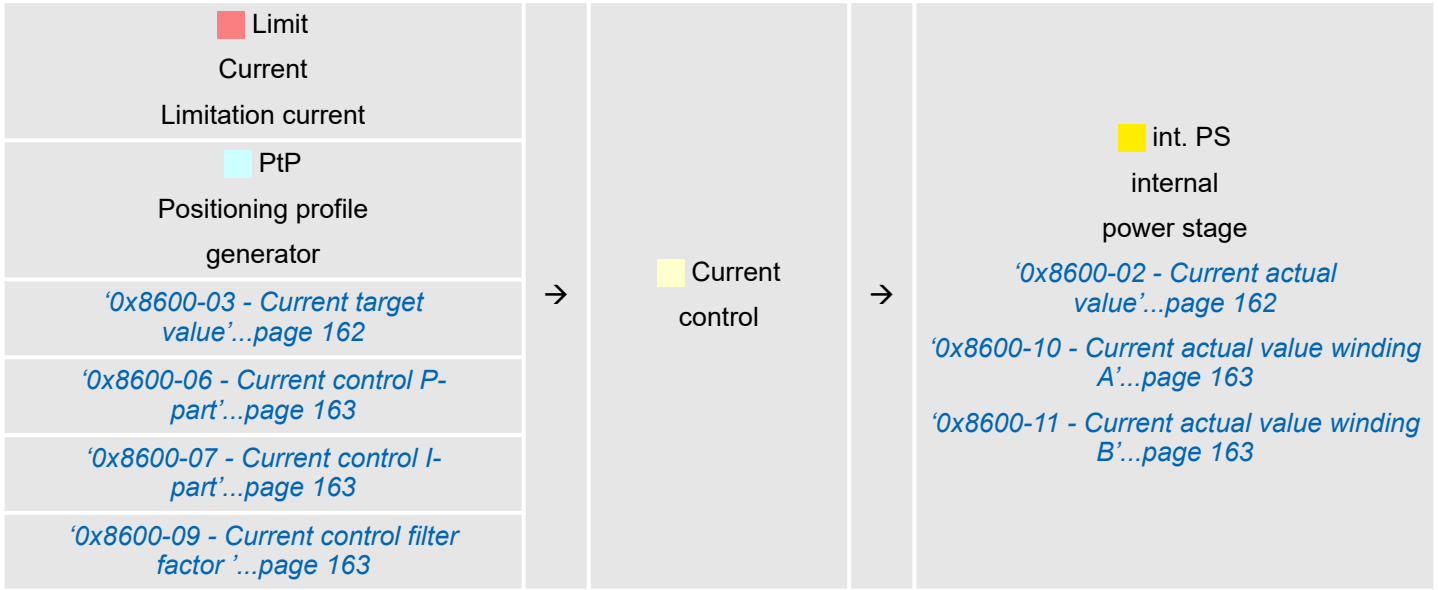 Limit
Current
Limitation current
PtP
Positioning profile
generator
‘0x8600-03 - Current target
value’...page 162
‘0x8600-06 - Current control P-
part’...page 163
‘0x8600-07 - Current control I-
part’...page 163
‘0x8600-09 - Current control filter
factor ’...page 163
→
Current
control
→
int. PS
internal
power stage
‘0x8600-02 - Current actual
value’...page 162
‘0x8600-10 - Current actual value winding
A’...page 163
‘0x8600-11 - Current actual value winding
B’...page 163